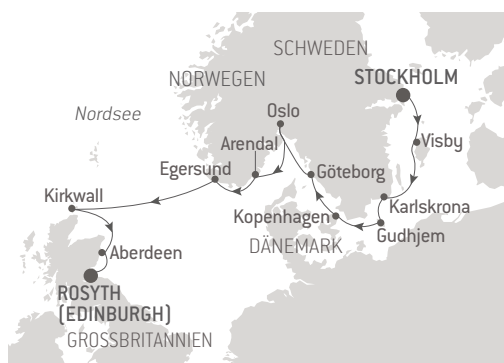 SCHWEDEN
STOCKHOLM
NORWEGEN
Oslo
Nordsee
Visby
Arendal
Egersund
Göteborg
Kirkwall
Karlskrona
Kopenhagen
Gudhjem
DÄNEMARK
Aberdeen
ROSYTH
(EDINBURGH)
GROSSBRITANNIEN